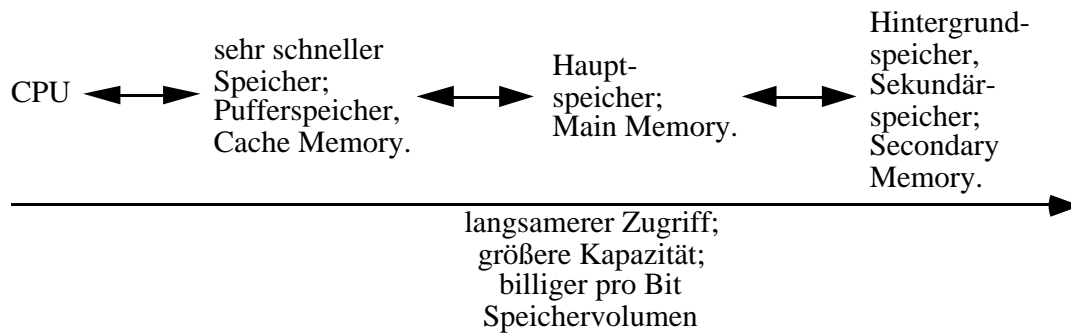 CPU
sehr schneller
Speicher;
Pufferspeicher,
Cache Memory.
Haupt-
speicher;
Main Memory.
Hintergrund-
speicher,
Sekundär-
speicher;
Secondary
Memory.
langsamerer Zugriff;
größere Kapazität;
billiger pro Bit
Speichervolumen